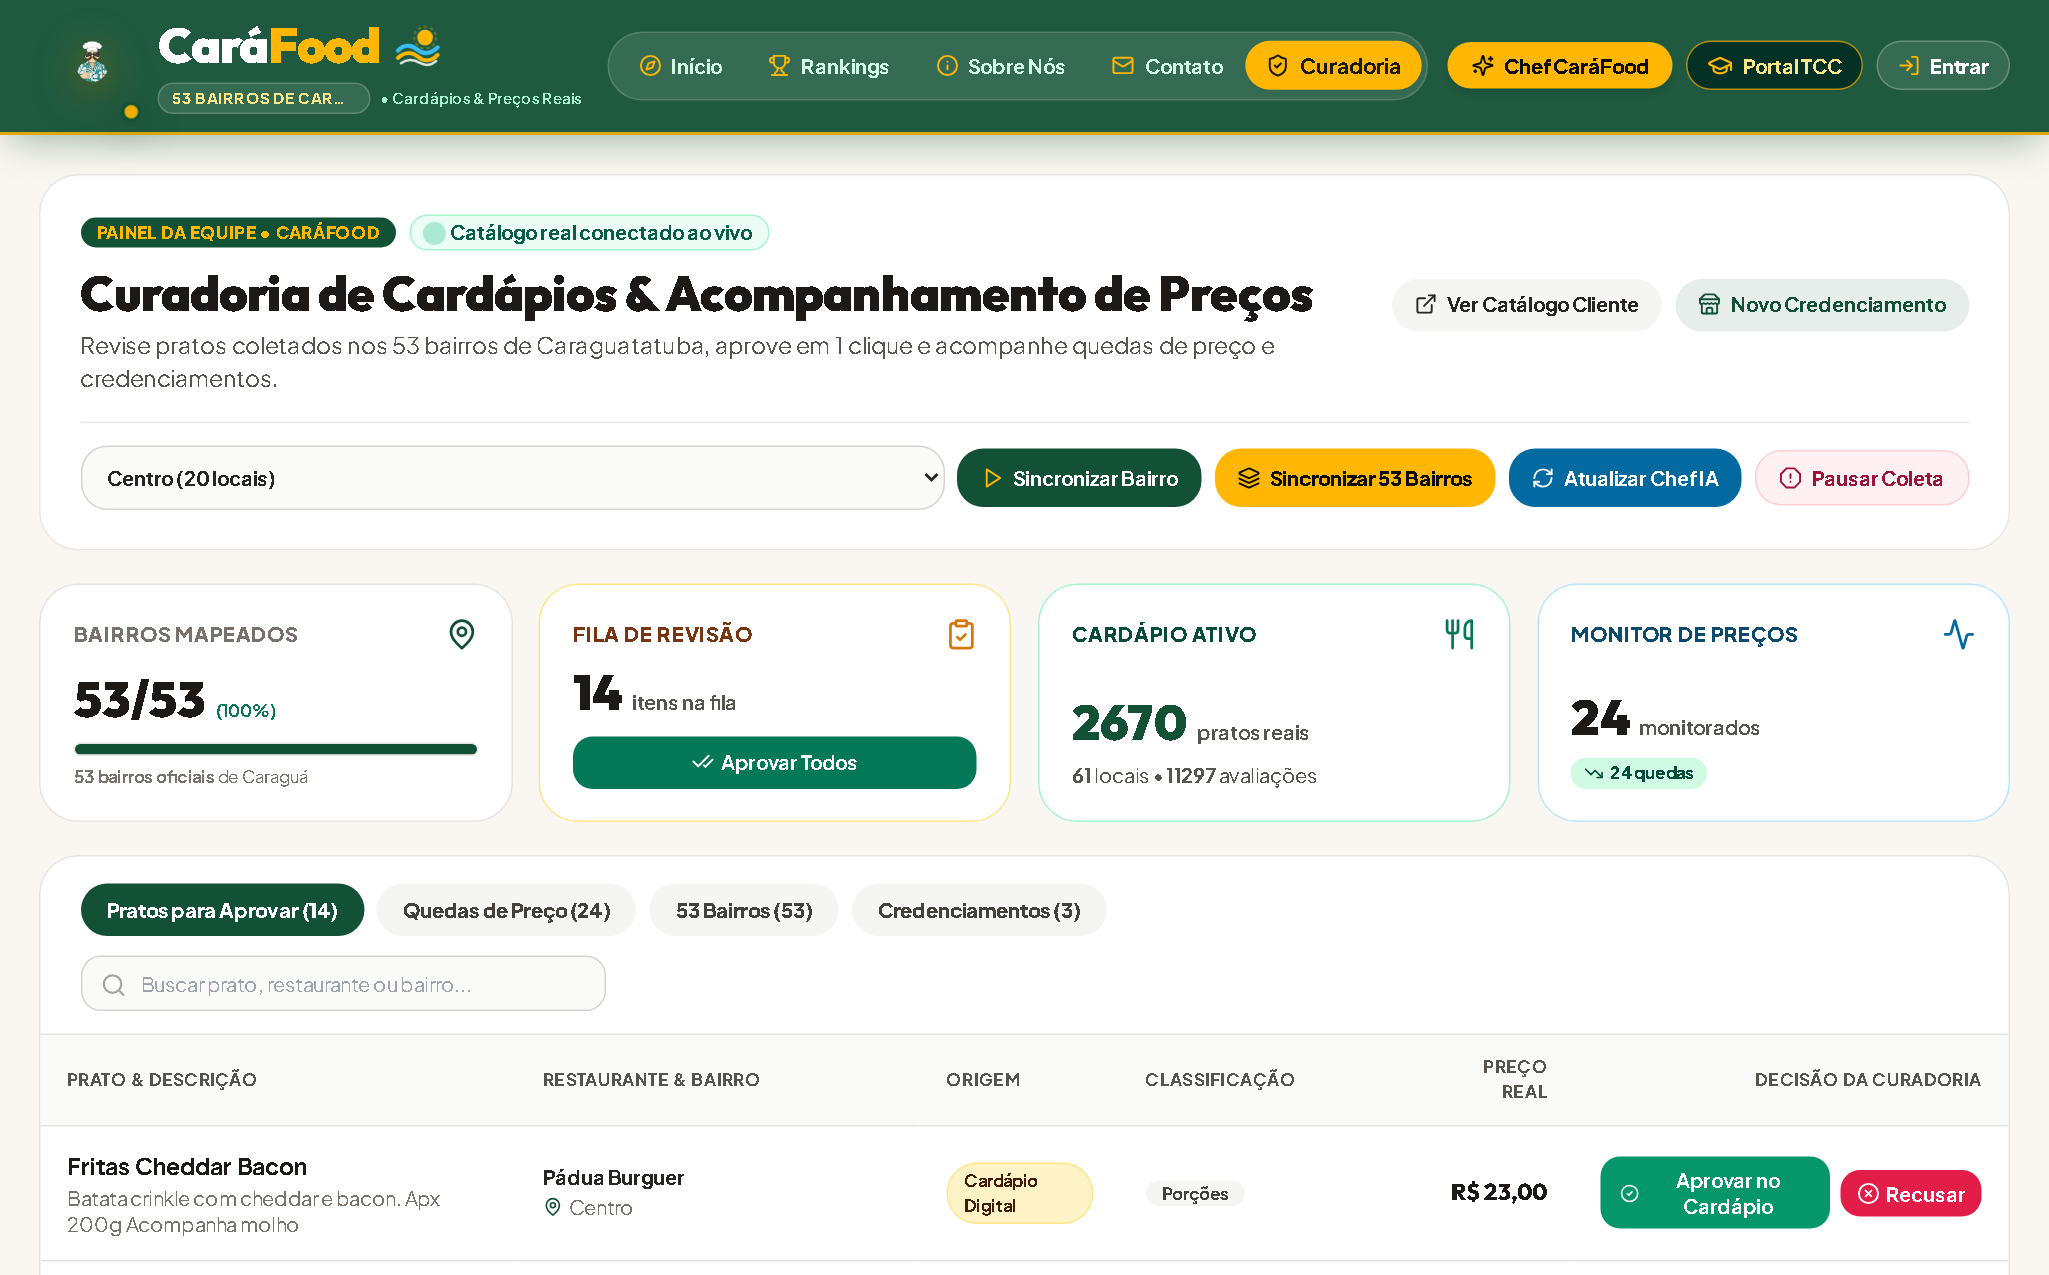 CaráFood
53 BAIRROS DE CAR... • Cardápios & Preços Reais
Início
Rankings
Sobre Nós
Contato
Curadoria
Chef CaráFood
Portal TCC
Entrar
PAINEL DA EQUIPE • CARÁFOOD
Catálogo real conectado ao vivo
Curadoria de Cardápios & Acompanhamento de Preços
Revise pratos coletados nos 53 bairros de Caraguatatuba, aprove em 1 clique e acompanhe quedas de preço e
credenciamentos.
Ver Catálogo Cliente
Novo Credenciamento
Centro (20 locais)
Sincronizar Bairro
Sincronizar 53 Bairros
Atualizar Chef IA
Pausar Coleta
BAIRROS MAPEADOS
53/53 (100%)
53 bairros oficiais de Caraguá
FILA DE REVISÃO
14 itens na fila
Aprovar Todos
CARDÁPIO ATIVO
2670 pratos reais
61 locais • 11297 avaliações
MONITOR DE PREÇOS
24 monitorados
24 quedas
Pratos para Aprovar (14)
Quedas de Preço (24)
53 Bairros (53)
Credenciamentos (3)
Buscar prato, restaurante ou bairro...
PRATO & DESCRIÇÃO
RESTAURANTE & BAIRRO
ORIGEM
CLASSIFICAÇÃO
PREÇO
REAL
DECISÃO DA CURADORIA
Fritas Cheddar Bacon
Batata crinkle com cheddar e bacon. Apx
200g Acompanha molho
Pádua Burguer
Centro
Cardápio
Digital
Porções
R$ 23,00
Aprovar no
Cardápio
Recusar